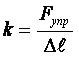 k = F_упр / Δℓ